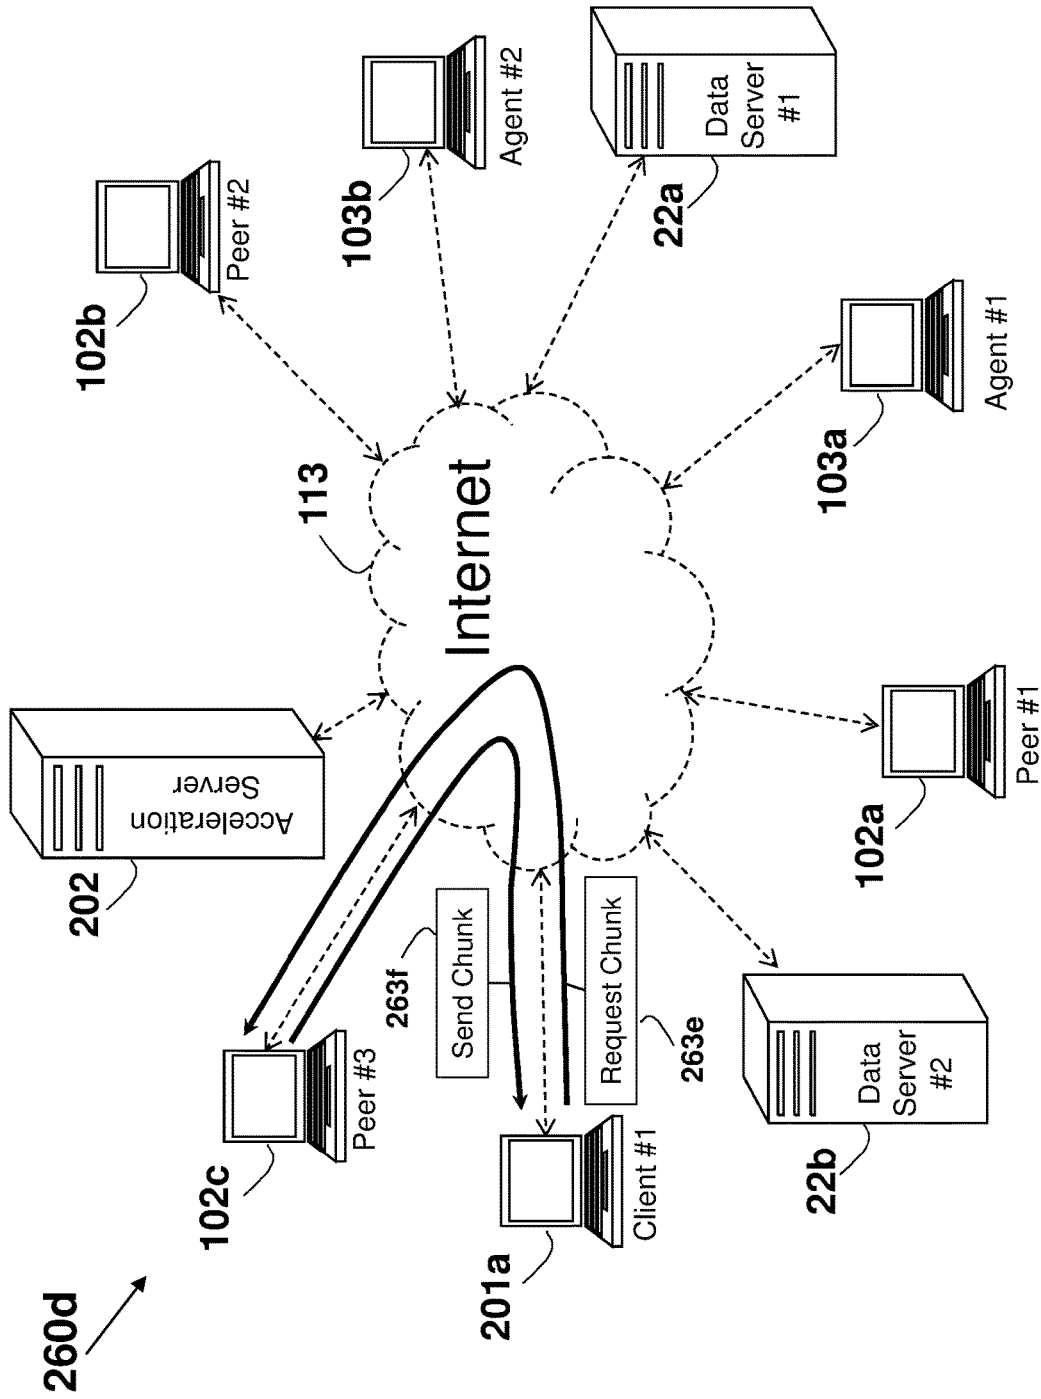 260d
102c
Peer #3
202
Acceleration
Server
113
102b
Peer #2
103b
Agent #2
Internet
263f
Send Chunk
Request Chunk
263e
201a
Client #1
22a
Data
Server
#1
22b
Data
Server
#2
102a
Peer #1
103a
Agent #1